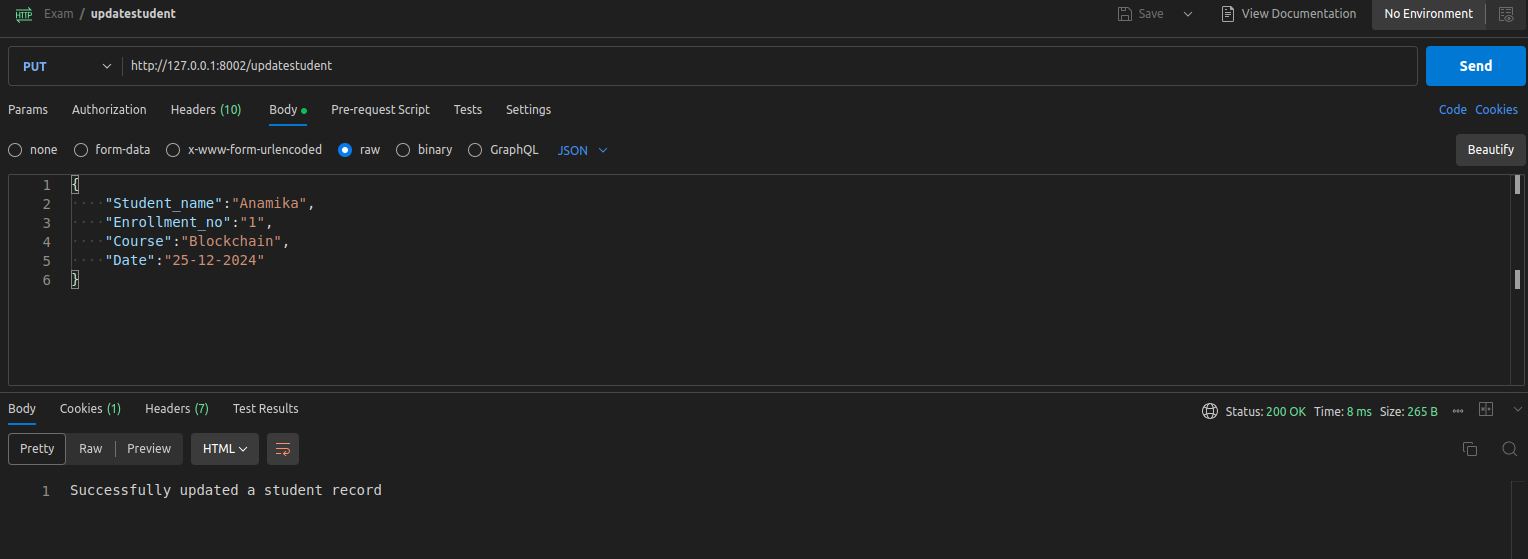 HTTP Exam / updatestudent Save View Documentation No Environment
PUT http://127.0.0.1:8002/updatestudent Send
Params Authorization Headers (10) Body Pre-request Script Tests Settings Code Cookies
none form-data x-www-form-urlencoded raw binary GraphQL JSON Beautify
1 {
2 "Student_name":"Anamika",
3 "Enrollment_no":"1",
4 "Course":"Blockchain",
5 "Date":"25-12-2024"
6 }
Body Cookies (1) Headers (7) Test Results Status: 200 OK Time: 8 ms Size: 265 B
Pretty Raw Preview HTML
1 Successfully updated a student record